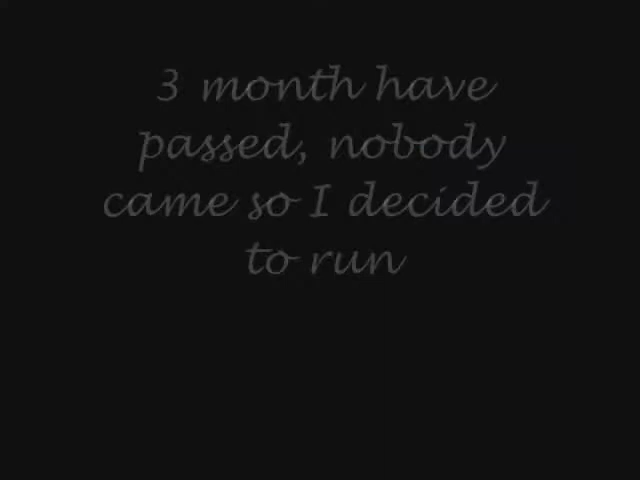 3 month have
passed, nobody
came so I decided
to run